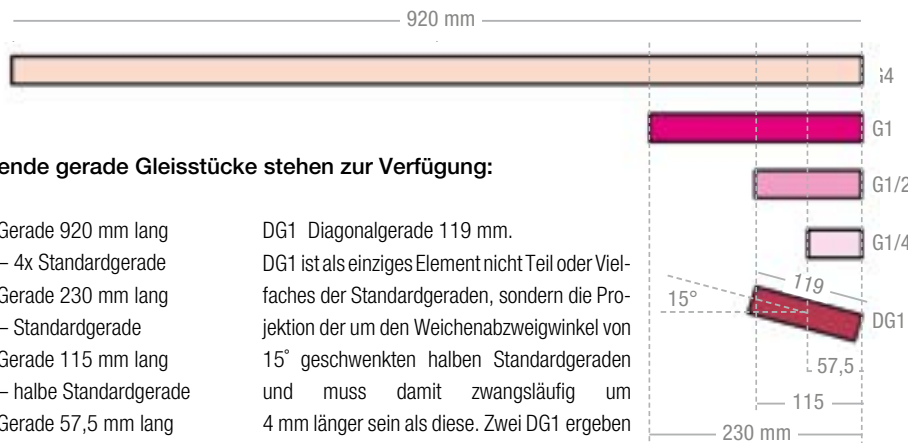 920 mm
G1
G1/2
G1/4
119
15°
DG1
57,5
115
230 mm
ende gerade Gleisstücke stehen zur Verfügung:
Gerade 920 mm lang
– 4x Standardgerade
Gerade 230 mm lang
– Standardgerade
Gerade 115 mm lang
– halbe Standardgerade
Gerade 57,5 mm lang
DG1 Diagonalgerade 119 mm.
DG1 ist als einziges Element nicht Teil oder Viel-
faches der Standardgeraden, sondern die Pro-
jektion der um den Weichenabzweigwinkel von
15° geschwenkten halben Standardgeraden
und muss damit zwangsläufig um
4 mm länger sein als diese. Zwei DG1 ergeben